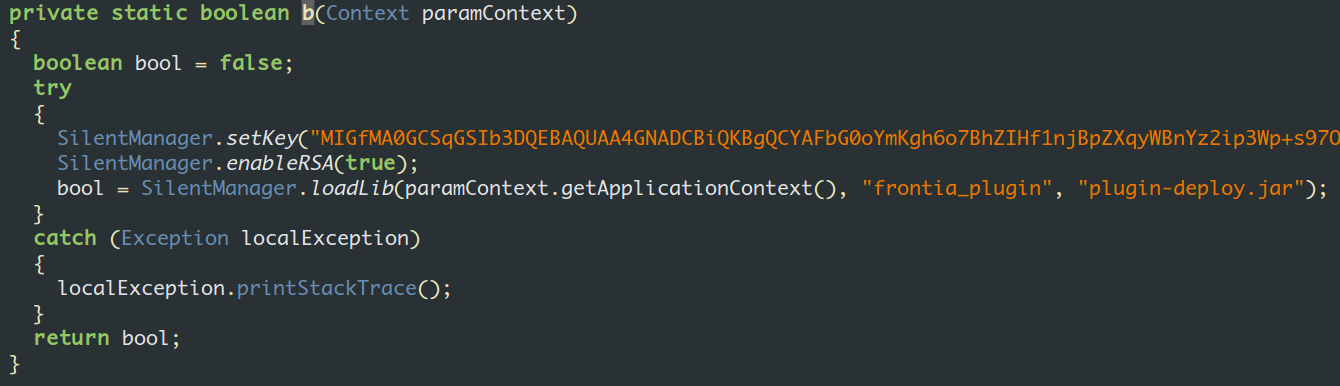 private static boolean b(Context paramContext)
{
  boolean bool = false;
  try
  {
    SilentManager.setKey("MIGfMA0GCSqGSIb3DQEBAQUAA4GNADCBiQKBgQCYAFbG0oYmKgh6o7BhZIHf1njBpZXqyWBnYz2ip3Wp+s97O
    SilentManager.enableRSA(true);
    bool = SilentManager.loadLib(paramContext.getApplicationContext(), "frontia_plugin", "plugin-deploy.jar");
  }
  catch (Exception localException)
  {
    localException.printStackTrace();
  }
  return bool;
}